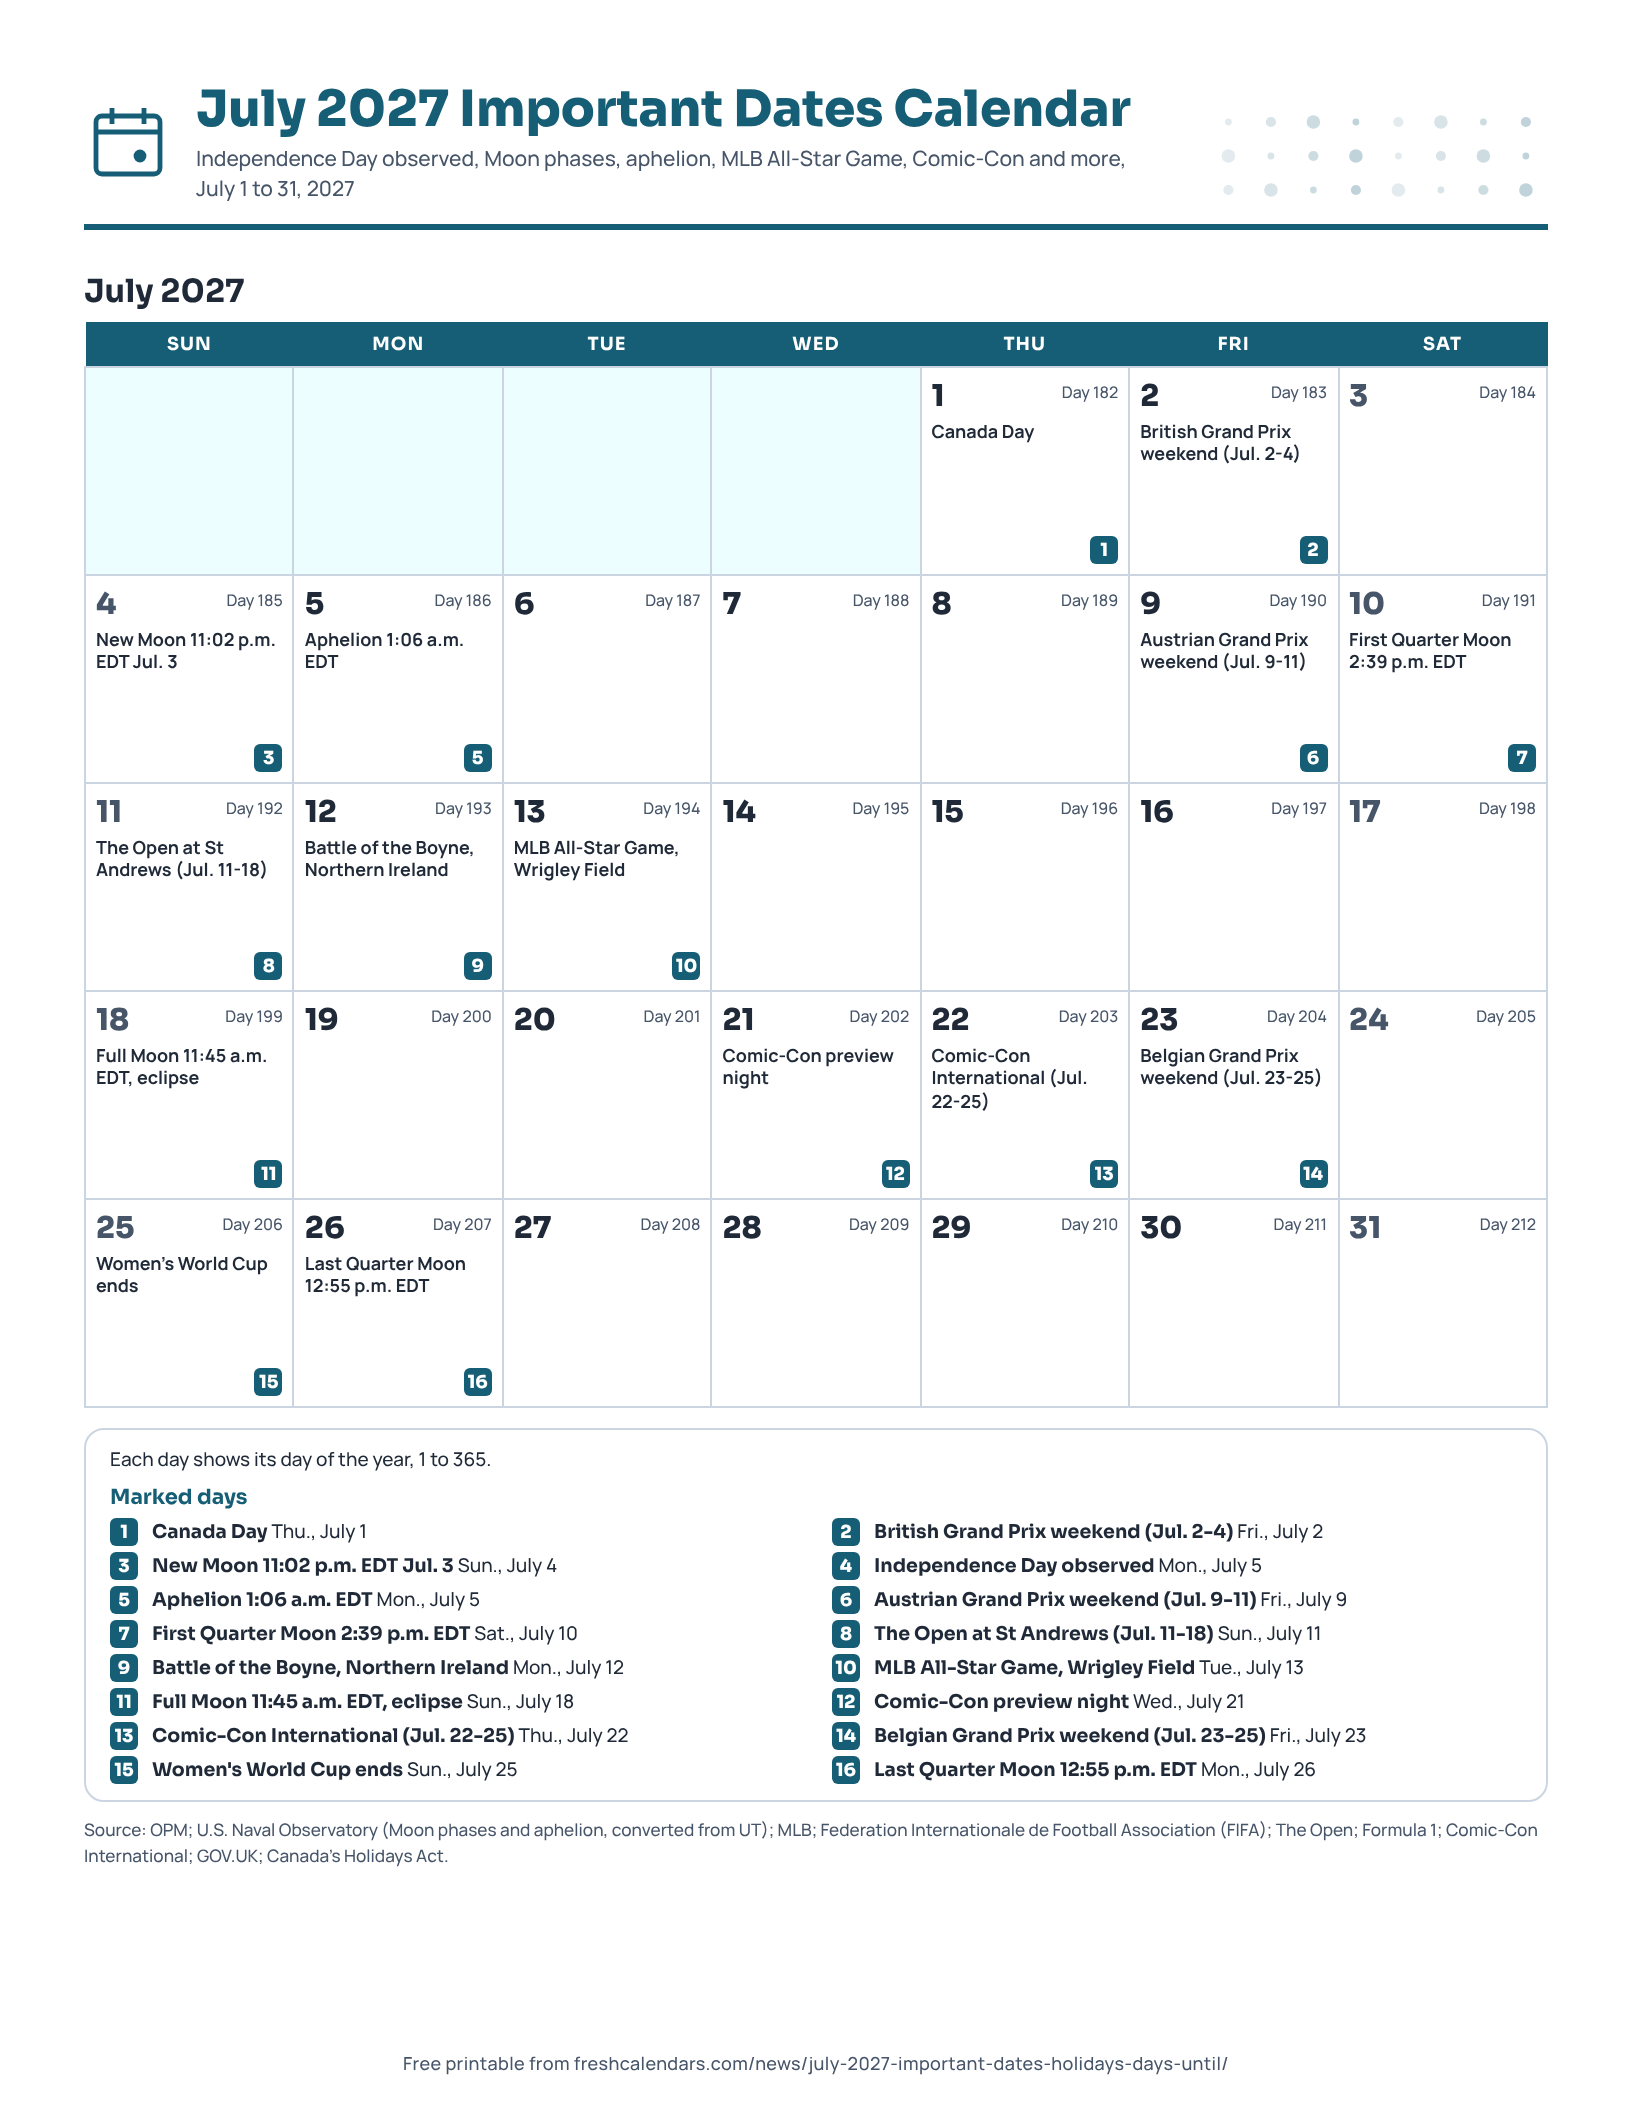 July 2027 Important Dates Calendar
Independence Day observed, Moon phases, aphelion, MLB All-Star Game, Comic-Con and more,
July 1 to 31, 2027
July 2027
SUN MON TUE WED THU FRI SAT
1 Day 182 2 Day 183 3 Day 184
Canada Day British Grand Prix
weekend (Jul. 2-4)
1 2
4 Day 185 5 Day 186 6 Day 187 7 Day 188 8 Day 189 9 Day 190 10 Day 191
New Moon 11:02 p.m. Aphelion 1:06 a.m. Austrian Grand Prix First Quarter Moon
EDT Jul. 3 EDT weekend (Jul. 9-11) 2:39 p.m. EDT
3 5 6 7
11 Day 192 12 Day 193 13 Day 194 14 Day 195 15 Day 196 16 Day 197 17 Day 198
The Open at St Battle of the Boyne, MLB All-Star Game,
Andrews (Jul. 11-18) Northern Ireland Wrigley Field
8 9 10
18 Day 199 19 Day 200 20 Day 201 21 Day 202 22 Day 203 23 Day 204 24 Day 205
Full Moon 11:45 a.m. Comic-Con preview Comic-Con Belgian Grand Prix
EDT, eclipse night International (Jul. weekend (Jul. 23-25)
22-25)
11 12 13 14
25 Day 206 26 Day 207 27 Day 208 28 Day 209 29 Day 210 30 Day 211 31 Day 212
Women's World Cup Last Quarter Moon
ends 12:55 p.m. EDT
15 16
Each day shows its day of the year, 1 to 365.
Marked days
1 Canada Day Thu., July 1 2 British Grand Prix weekend (Jul. 2-4) Fri., July 2
3 New Moon 11:02 p.m. EDT Jul. 3 Sun., July 4 4 Independence Day observed Mon., July 5
5 Aphelion 1:06 a.m. EDT Mon., July 5 6 Austrian Grand Prix weekend (Jul. 9-11) Fri., July 9
7 First Quarter Moon 2:39 p.m. EDT Sat., July 10 8 The Open at St Andrews (Jul. 11-18) Sun., July 11
9 Battle of the Boyne, Northern Ireland Mon., July 12 10 MLB All-Star Game, Wrigley Field Tue., July 13
11 Full Moon 11:45 a.m. EDT, eclipse Sun., July 18 12 Comic-Con preview night Wed., July 21
13 Comic-Con International (Jul. 22-25) Thu., July 22 14 Belgian Grand Prix weekend (Jul. 23-25) Fri., July 23
15 Women's World Cup ends Sun., July 25 16 Last Quarter Moon 12:55 p.m. EDT Mon., July 26
Source: OPM; U.S. Naval Observatory (Moon phases and aphelion, converted from UT); MLB; Federation Internationale de Football Association (FIFA); The Open; Formula 1; Comic-Con
International; GOV.UK; Canada's Holidays Act.
Free printable from freshcalendars.com/news/july-2027-important-dates-holidays-days-until/